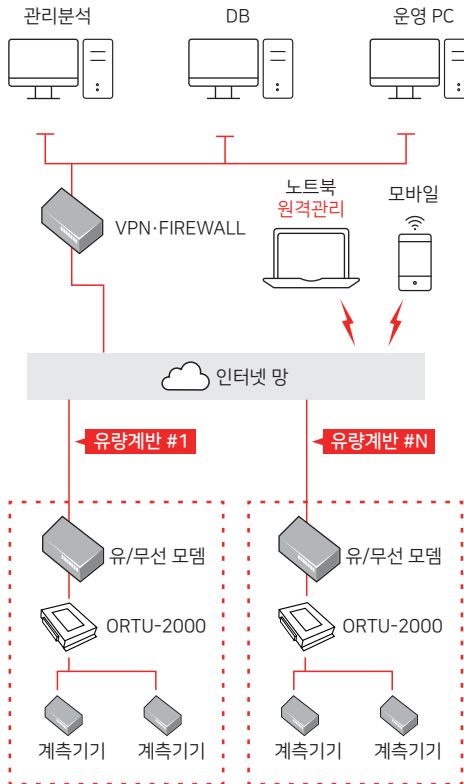 관리분석
DB
운영 PC
노트북
원격관리
모바일
VPN·FIREWALL
인터넷 망
유량계반 #1
유량계반 #N
유/무선 모뎀
유/무선 모뎀
ORTU-2000
ORTU-2000
계측기기
계측기기
계측기기
계측기기